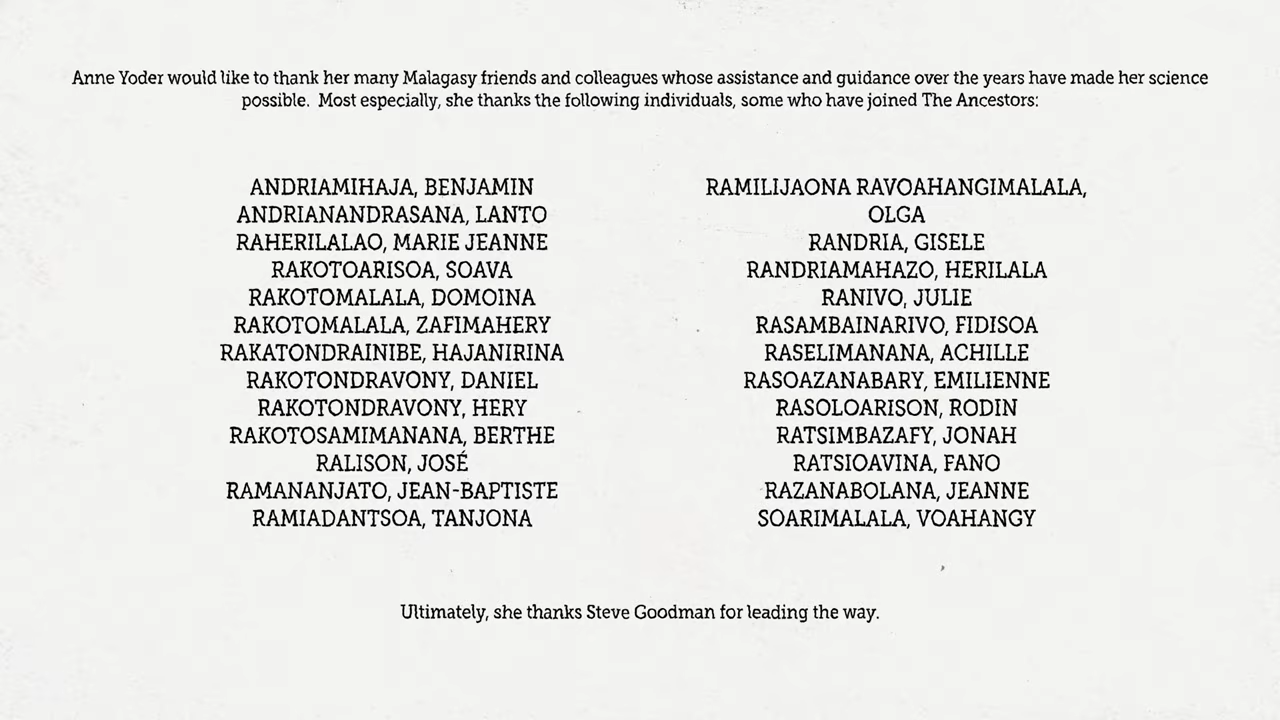 Anne Yoder would like to thank her many Malagasy friends and colleagues whose assistance and guidance over the years have made her science
possible. Most especially, she thanks the following individuals, some who have joined The Ancestors:
ANDRIAMIHAJA, BENJAMIN
ANDRIANANDRASANA, LANTO
RAHERILALAO, MARIE JEANNE
RAKOTOARISOA, SOAVA
RAKOTOMALALA, DOMOINA
RAKOTOMALALA, ZAFIMAHERY
RAKATONDRAINIBE, HAJANIRINA
RAKOTONDRAVONY, DANIEL
RAKOTONDRAVONY, HERY
RAKOTOSAMIMANANA, BERTHE
RALISON, JOSÉ
RAMANANJATO, JEAN-BAPTISTE
RAMIADANTSOA, TANJONA
RAMILIJAONA RAVOAHANGIMALALA,
OLGA
RANDRIA, GISELE
RANDRIAMAHAZO, HERILALA
RANIVO, JULIE
RASAMBAINARIVO, FIDISOA
RASELIMANANA, ACHILLE
RASOAZANABARY, EMILIENNE
RASOLOARISON, RODIN
RATSIMBAZAFY, JONAH
RATSIOAVINA, FANO
RAZANABOLANA, JEANNE
SOARIMALALA, VOAHANGY
Ultimately, she thanks Steve Goodman for leading the way.